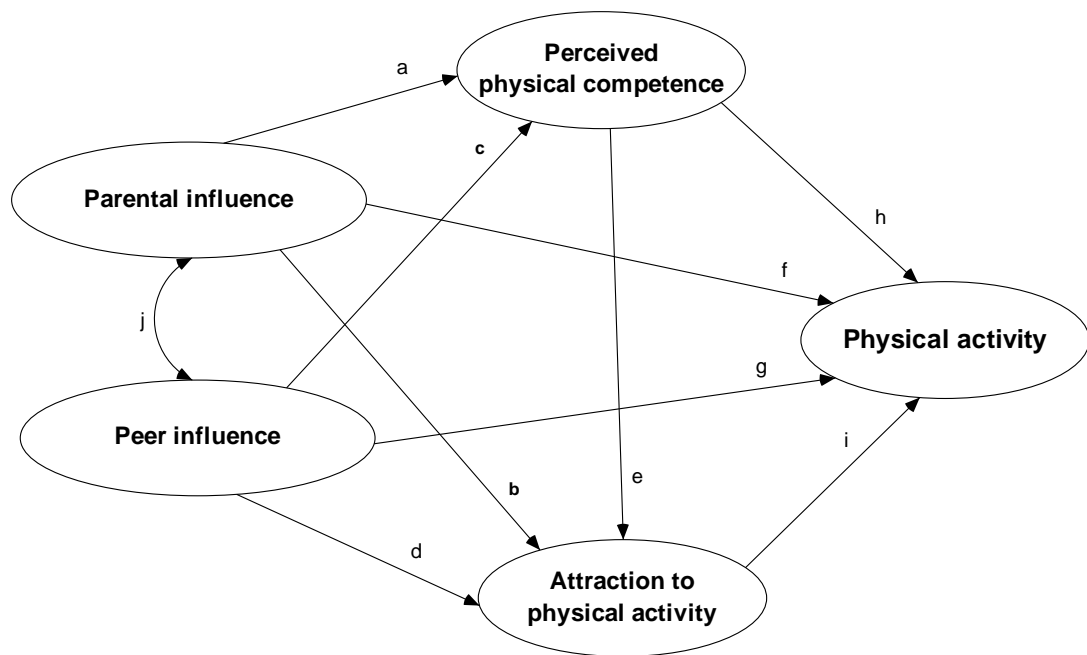 Perceived
physical competence
a
c
Parental influence
h
f
j
Physical activity
g
Peer influence
i
b
e
d
Attraction to
physical activity